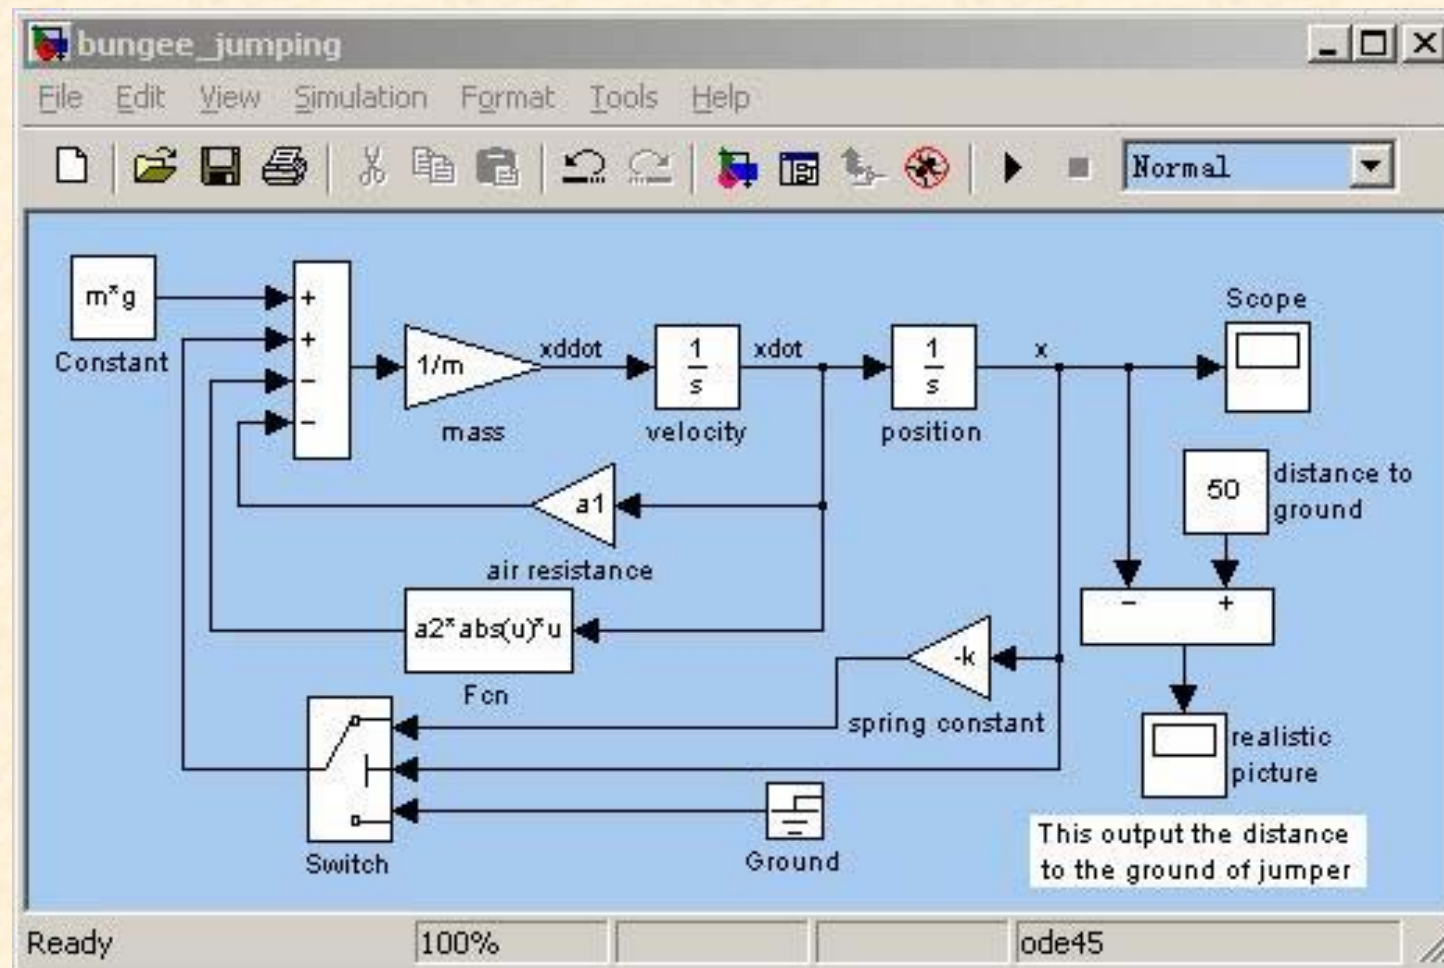 bungee_jumping
File Edit View Simulation Format Tools Help
Normal
m*g
Constant
+
+
-
-
1/m
mass
xddot
1
s
velocity
xdot
1
s
position
x
Scope
a1
air resistance
50
distance to
ground
a2*abs(u)*u
Fcn
- +
-k
spring constant
realistic
picture
Switch
Ground
This output the distance
to the ground of jumper
Ready 100% ode45